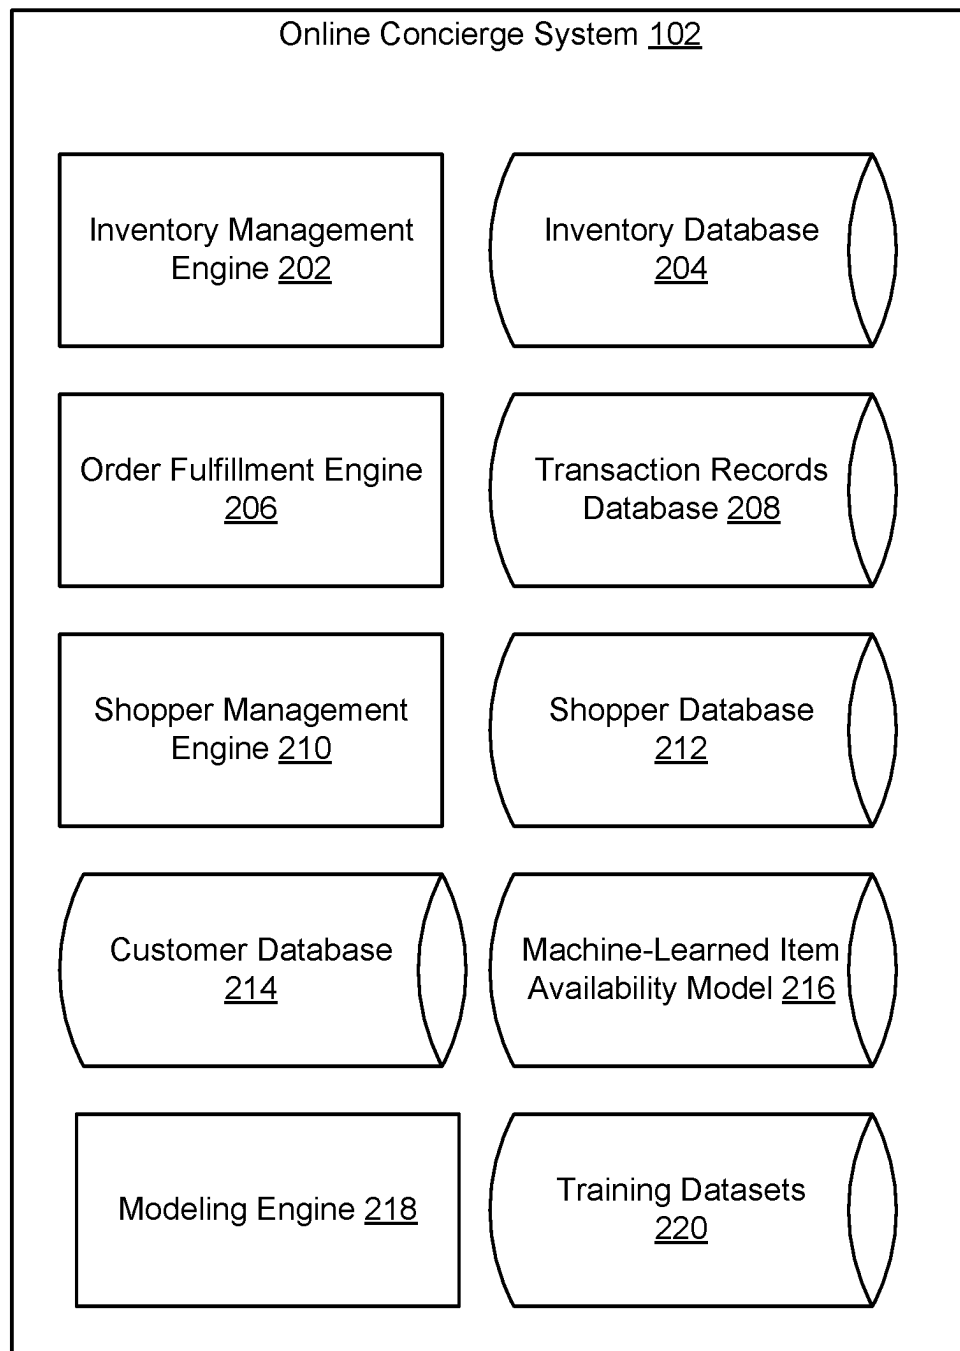 Online Concierge System 102
Inventory Management
Engine 202
Inventory Database
204
Order Fulfillment Engine
206
Transaction Records
Database 208
Shopper Management
Engine 210
Shopper Database
212
Customer Database
214
Machine-Learned Item
Availability Model 216
Modeling Engine 218
Training Datasets
220